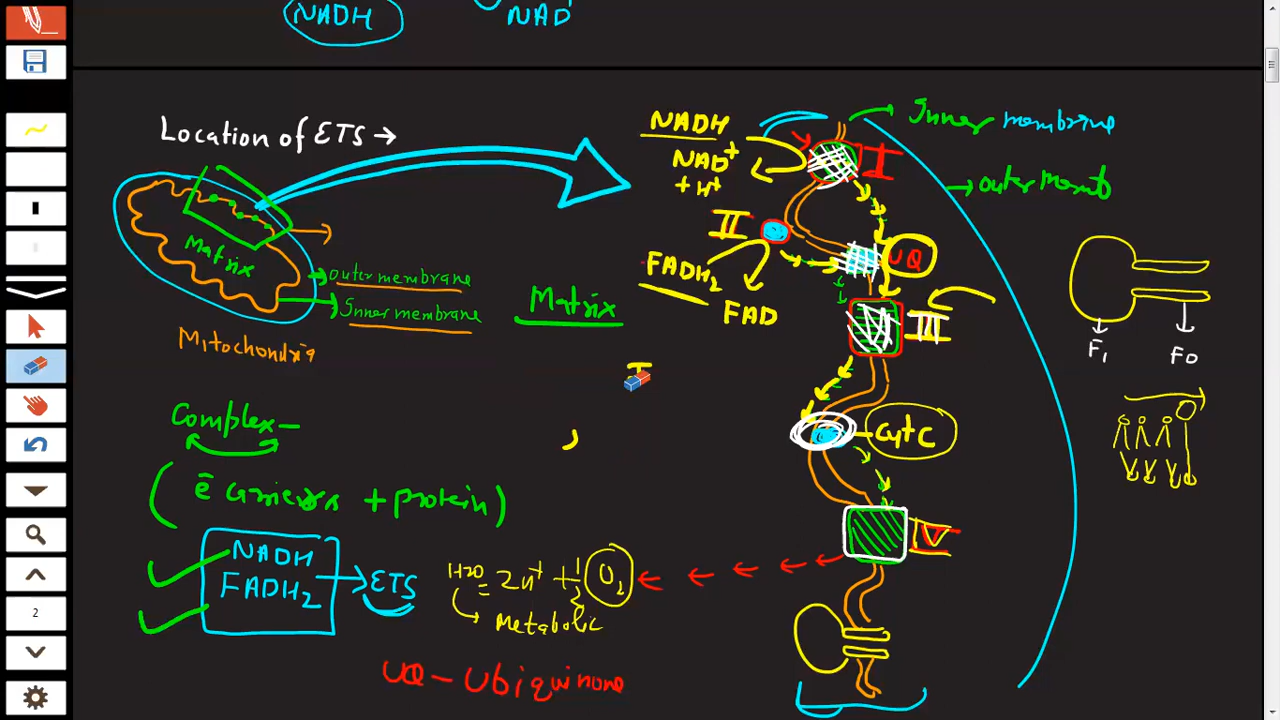 NADH
NAD+
Location of ETS →
Matrix
outer membrane
Inner membrane
Mitochondria
Matrix
NADH
NAD+
+ H+
I
II
FADH2
FAD
UQ
III
Cyt C
IV
Inner membrane
outer
F1
F0
Complex –
(ē carriers + protein)
NADH
FADH2
ETS
H2O = 2H+ + 1/2 O2
Metabolic
UQ – Ubiquinone
2